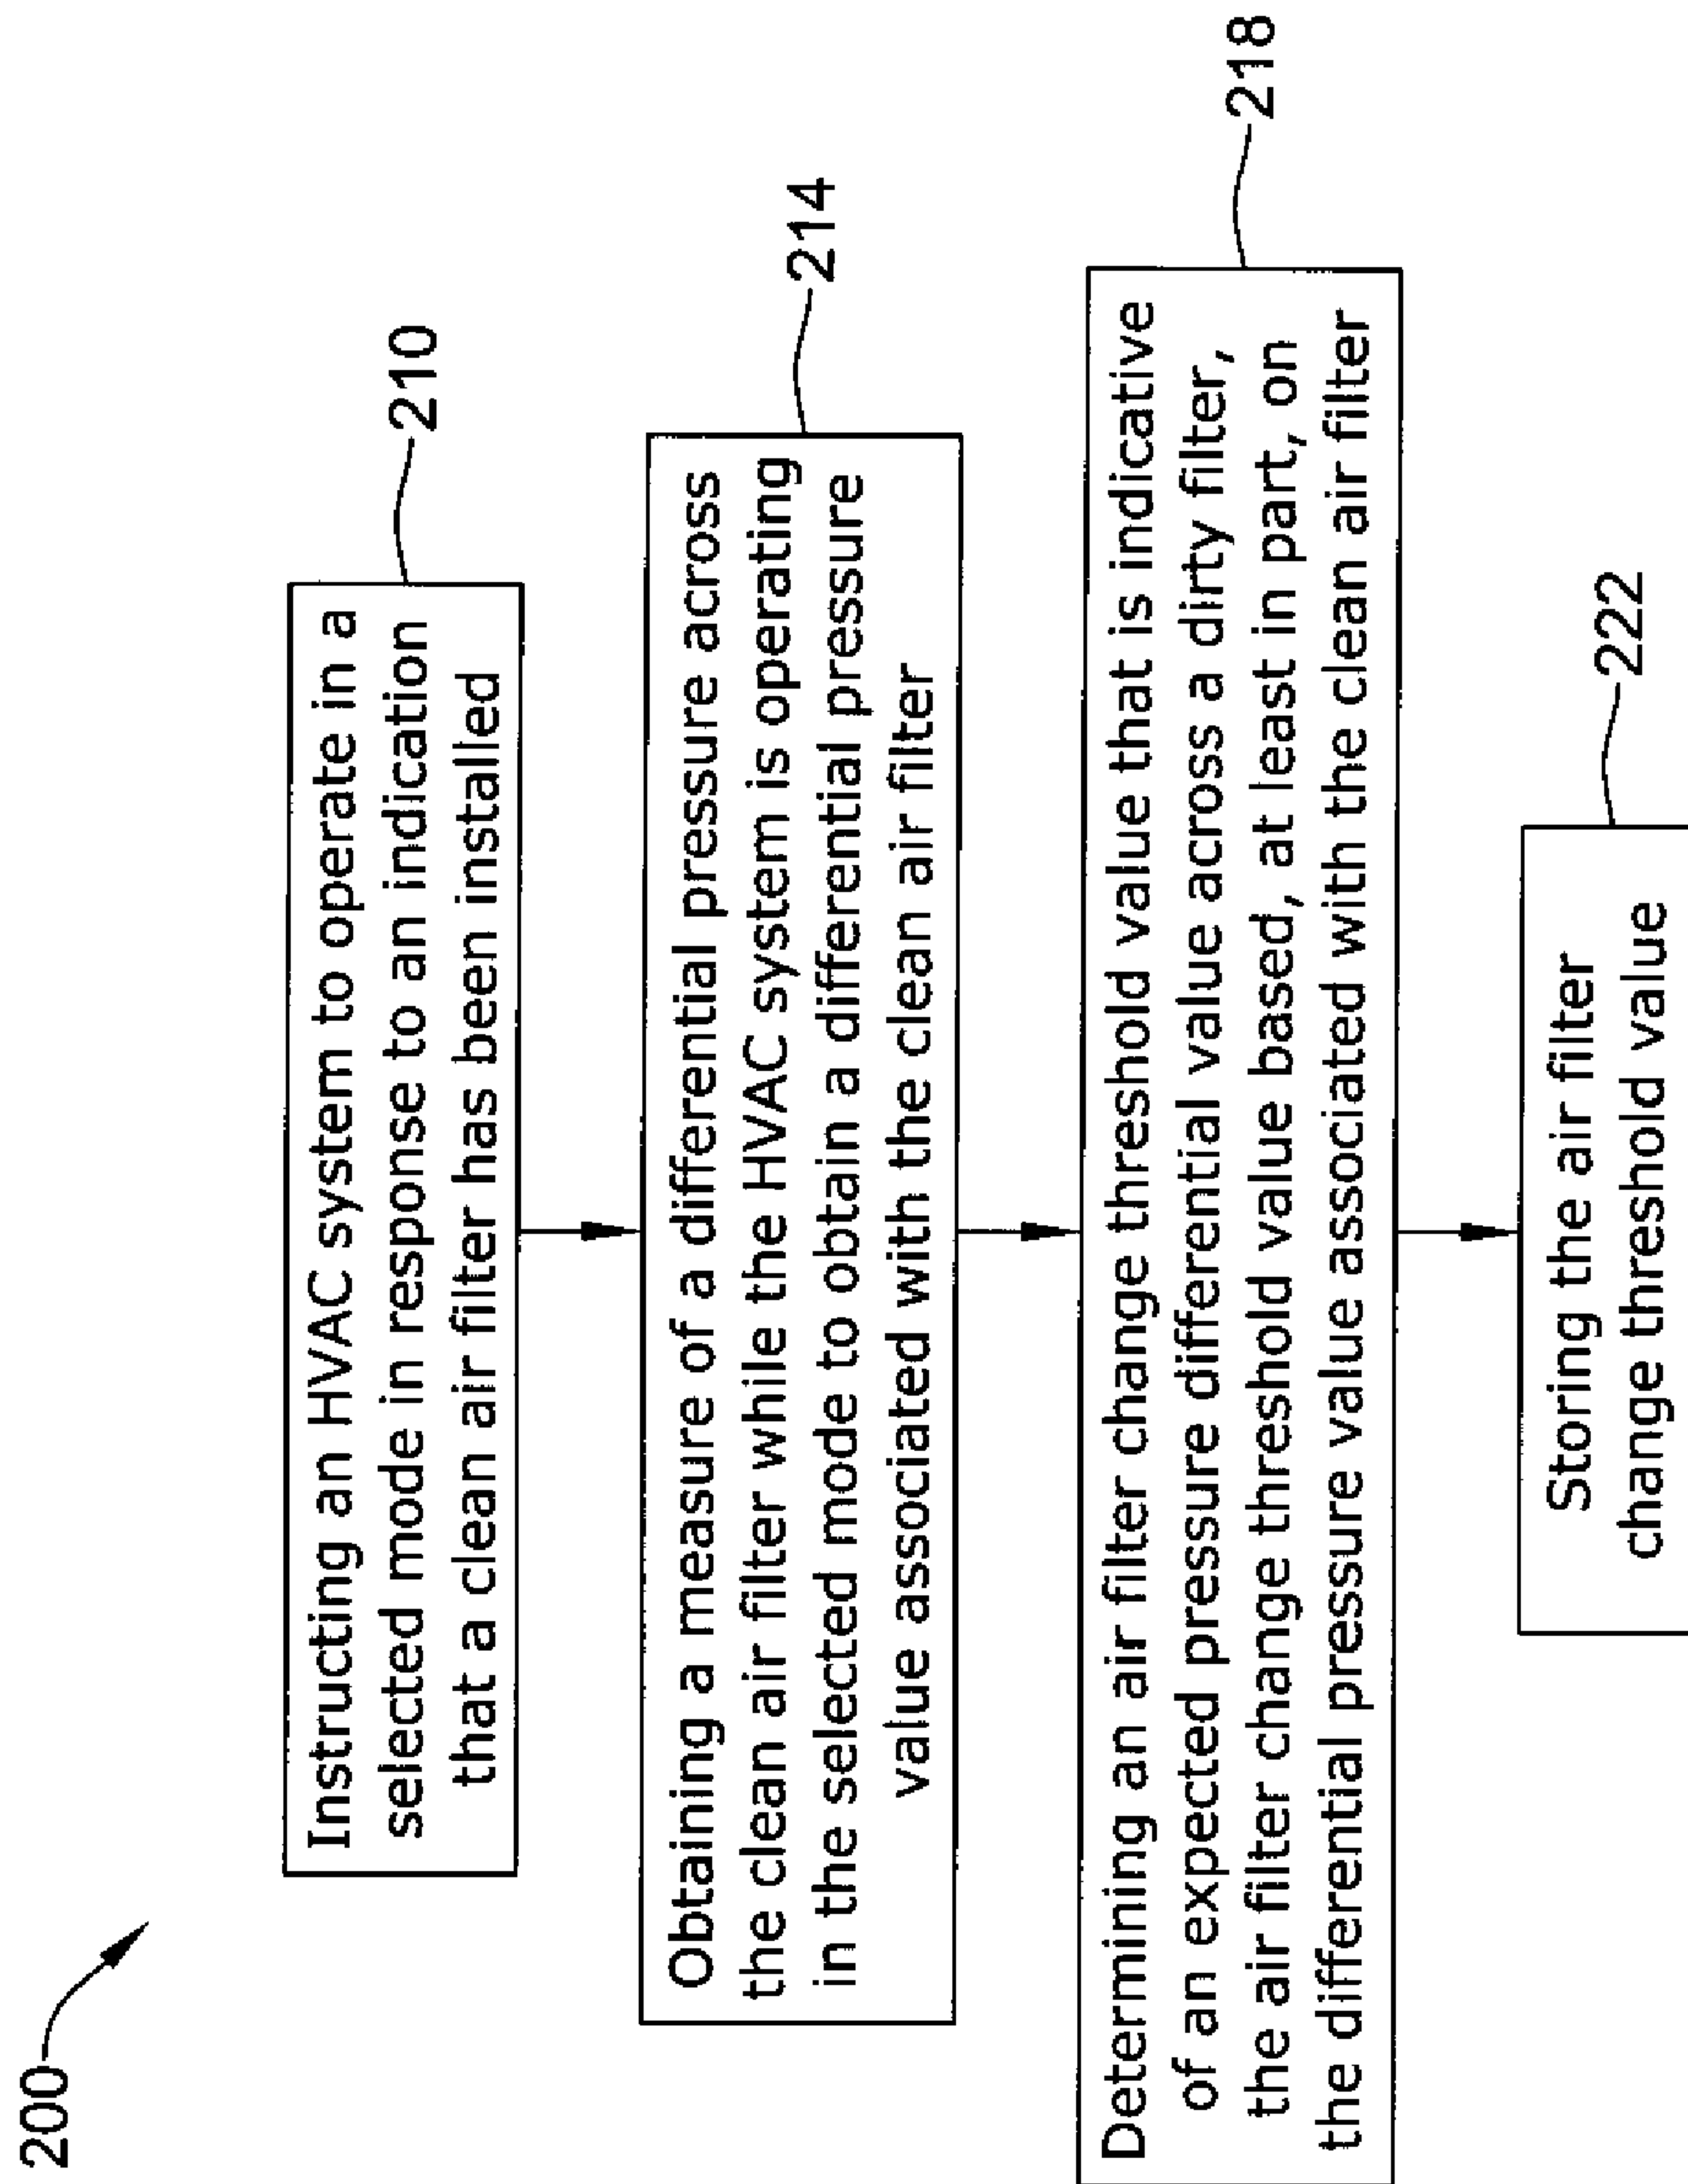 200
210
Instructing an HVAC system to operate in a
selected mode in response to an indication
that a clean air filter has been installed
214
Obtaining a measure of a differential pressure across
the clean air filter while the HVAC system is operating
in the selected mode to obtain a differential pressure
value associated with the clean air filter
218
Determining an air filter change threshold value that is indicative
of an expected pressure differential value across a dirty filter,
the air filter change threshold value based, at least in part, on
the differential pressure value associated with the clean air filter
222
Storing the air filter
change threshold value